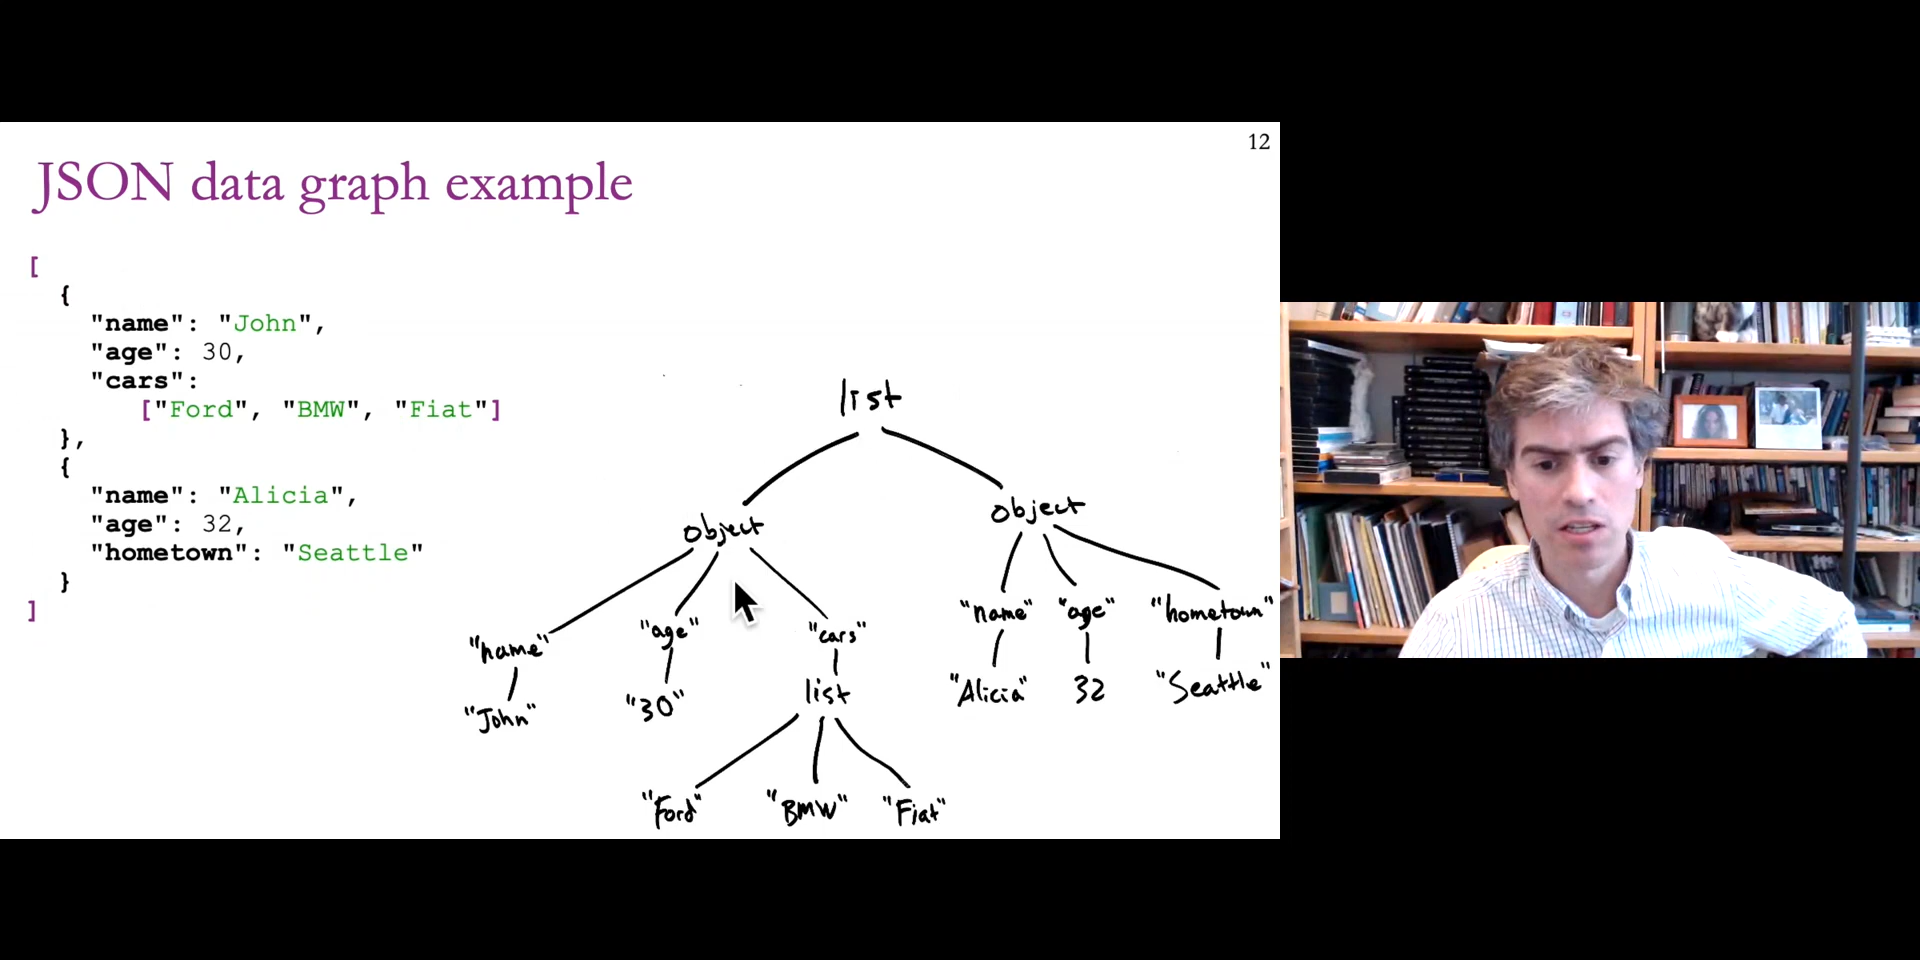 12
JSON data graph example
[
{
"name": "John",
"age": 30,
"cars":
["Ford", "BMW", "Fiat"]
},
{
"name": "Alicia",
"age": 32,
"hometown": "Seattle"
}
]
list
object object
"name" "age" "cars" "name" "age" "hometown"
"John" "30" list "Alicia" 32 "Seattle"
"Ford" "BMW" "Fiat"